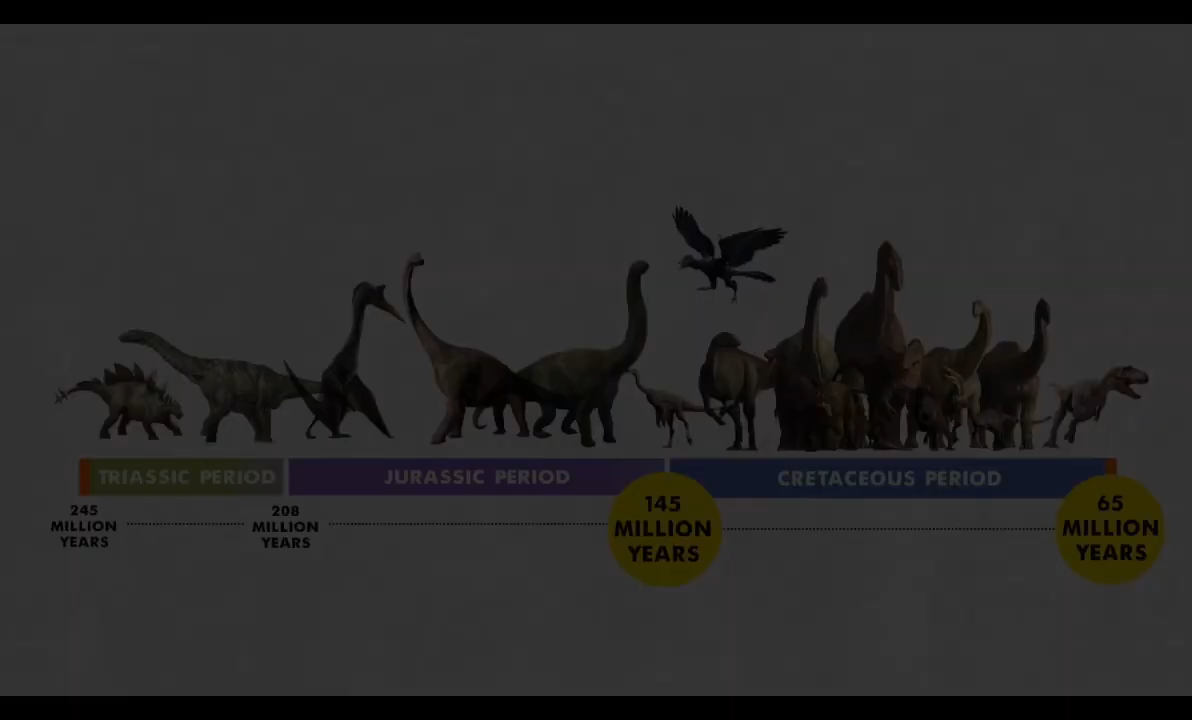 TRIASSIC PERIOD
JURASSIC PERIOD
CRETACEOUS PERIOD
245
MILLION
YEARS
208
MILLION
YEARS
145
MILLION
YEARS
65
MILLION
YEARS